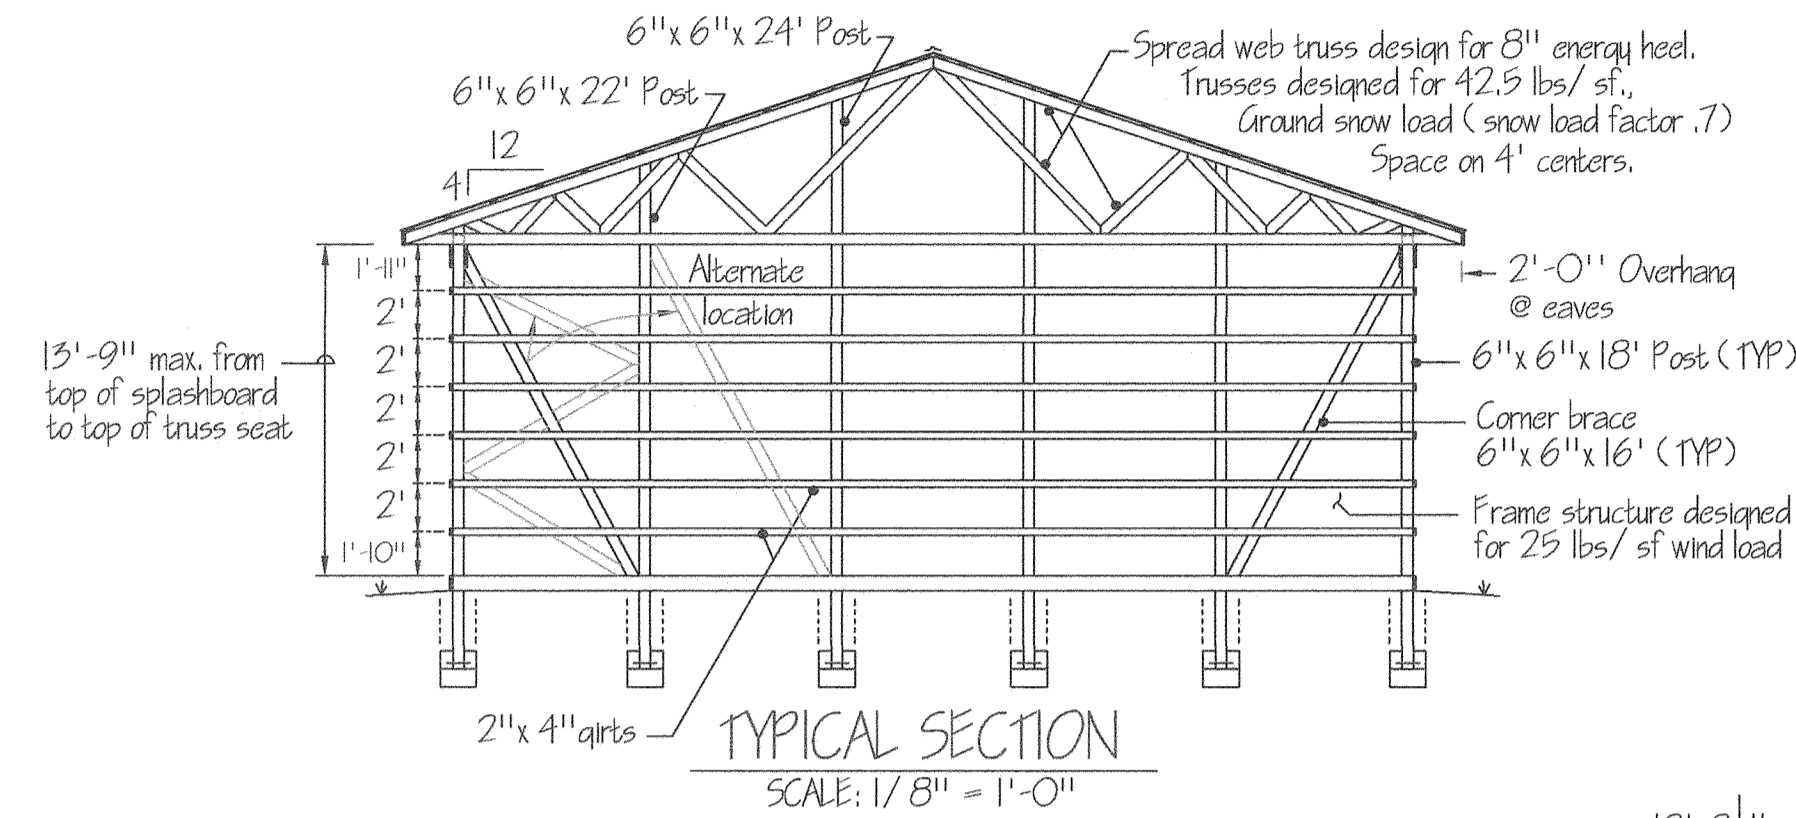 6"x 6"x 24' Post
6"x 6"x 22' Post
12
4
Spread web truss design for 8" energy heel.
Trusses designed for 42.5 lbs/ sf.,
Ground snow load ( snow load factor .7)
Space on 4' centers.
1'-11"
2'
2'
2'
2'
2'
1'-10"
Alternate
location
13'-9" max. from
top of splashboard
to top of truss seat
2'-0" Overhang
@ eaves
6"x 6"x 18' Post (TYP)
Corner brace
6"x 6"x 16' (TYP)
Frame structure designed
for 25 lbs/ sf wind load
2"x 4" girts
TYPICAL SECTION
SCALE: 1/ 8" = 1'-0"